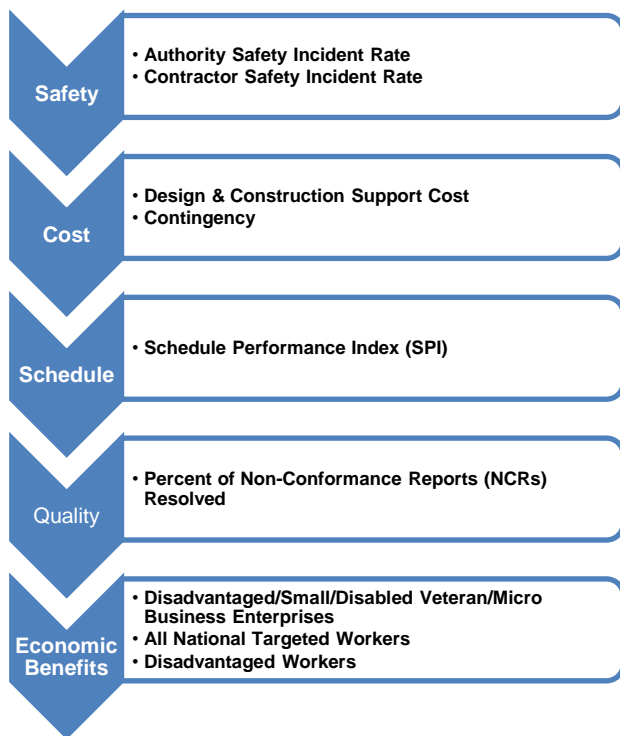 Safety
• Authority Safety Incident Rate
• Contractor Safety Incident Rate
Cost
• Design & Construction Support Cost
• Contingency
Schedule
• Schedule Performance Index (SPI)
Quality
• Percent of Non-Conformance Reports (NCRs)
Resolved
Economic
Benefits
• Disadvantaged/Small/Disabled Veteran/Micro
Business Enterprises
• All National Targeted Workers
• Disadvantaged Workers